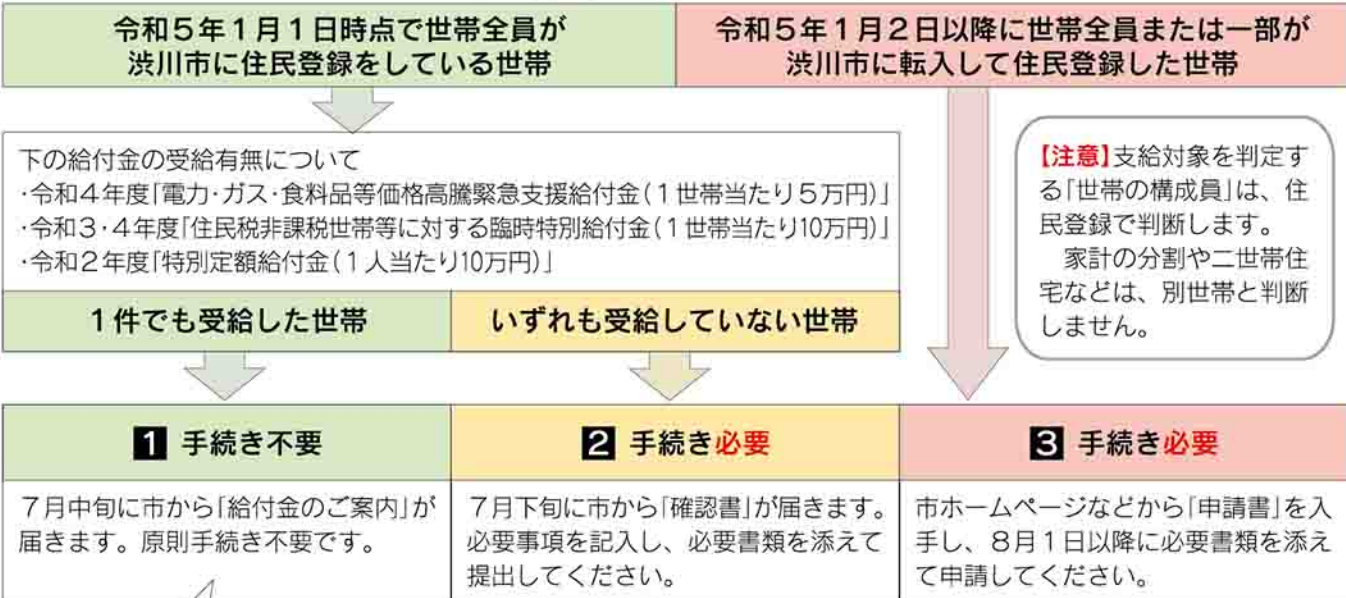 令和5年1月1日時点で世帯全員が
渋川市に住民登録をしている世帯
令和5年1月2日以降に世帯全員または一部が
渋川市に転入して住民登録した世帯
下の給付金の受給有無について
・令和4年度「電力・ガス・食料品等価格高騰緊急支援給付金(1世帯当たり5万円)」
・令和3・4年度「住民税非課税世帯等に対する臨時特別給付金(1世帯当たり10万円)」
・令和2年度「特別定額給付金(1人当たり10万円)」
【注意】支給対象を判定す
る「世帯の構成員」は、住
民登録で判断します。
　家計の分割や二世帯住
宅などは、別世帯と判断
しません。
1件でも受給した世帯
いずれも受給していない世帯
1 手続き不要
7月中旬に市から「給付金のご案内」が
届きます。原則手続き不要です。
2 手続き必要
7月下旬に市から「確認書」が届きます。
必要事項を記入し、必要書類を添えて
提出してください。
3 手続き必要
市ホームページなどから「申請書」を入
手し、8月1日以降に必要書類を添え
て申請してください。